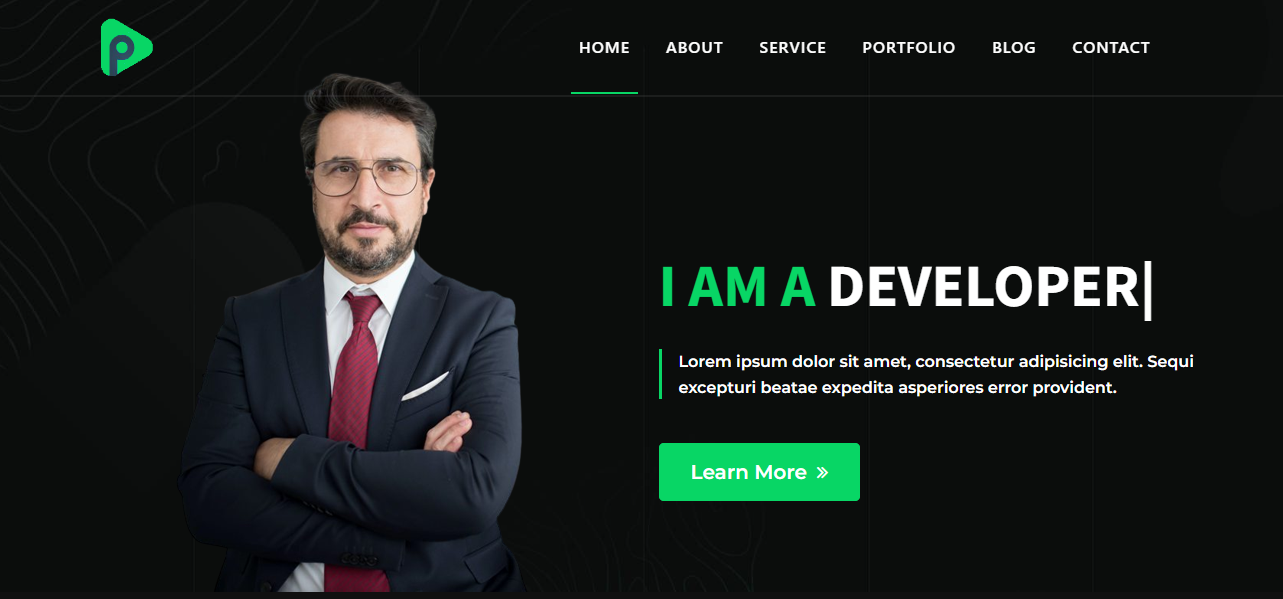 P
HOME ABOUT SERVICE PORTFOLIO BLOG CONTACT
I AM A DEVELOPER|
Lorem ipsum dolor sit amet, consectetur adipisicing elit. Sequi
excepturi beatae expedita asperiores error provident.
Learn More »